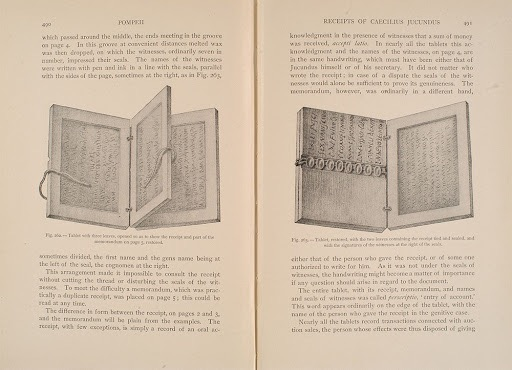 490
POMPEII
which passed around the middle, the ends meeting in the groove
on page 4. In this groove at convenient distances melted wax
was then dropped, on which the witnesses, ordinarily seven in
number, impressed their seals. The names of the witnesses
were written with pen and ink in a line with the seals, parallel
with the sides of the page, sometimes at the right, as in Fig. 263,
Fig. 262. — Tablet with three leaves, opened so as to show the receipt and part of the
memorandum on page 5, restored.
sometimes divided, the first name and the gens name being at
the left of the seal, the cognomen at the right.
This arrangement made it impossible to consult the receipt
without cutting the thread or disturbing the seals of the wit-
nesses. To meet the difficulty a memorandum, which was prac-
tically a duplicate receipt, was placed on page 5; this could be
read at any time.
The difference in form between the receipt, on pages 2 and 3,
and the memorandum will be plain from the examples. The
receipt, with few exceptions, is simply a record of an oral ac-
RECEIPTS OF CAECILIUS JUCUNDUS
491
knowledgment in the presence of witnesses that a sum of money
was received, accepti latio. In nearly all the tablets this ac-
knowledgment and the names of the witnesses, on page 4, are
in the same handwriting, which must have been either that of
Jucundus himself or of his secretary. It did not matter who
wrote the receipt; in case of a dispute the seals of the wit-
nesses would alone be sufficient to prove its genuineness. The
memorandum, however, was ordinarily in a different hand,
Fig. 263. — Tablet, restored, with the two leaves containing the receipt tied and sealed, and
with the signatures of the witnesses at the right of the seals.
either that of the person who gave the receipt, or of some one
authorized to write for him. As it was not under the seals of
witnesses, the handwriting might become a matter of importance
if any question should arise in regard to the document.
The entire tablet, with its receipt, memorandum, and names
and seals of witnesses was called perscriptio, 'entry of account.'
This word appears ordinarily on the edge of the tablet, with the
name of the person who gave the receipt in the genitive case.
Nearly all the tablets record transactions connected with auc-
tion sales, the person whose effects were thus disposed of giving